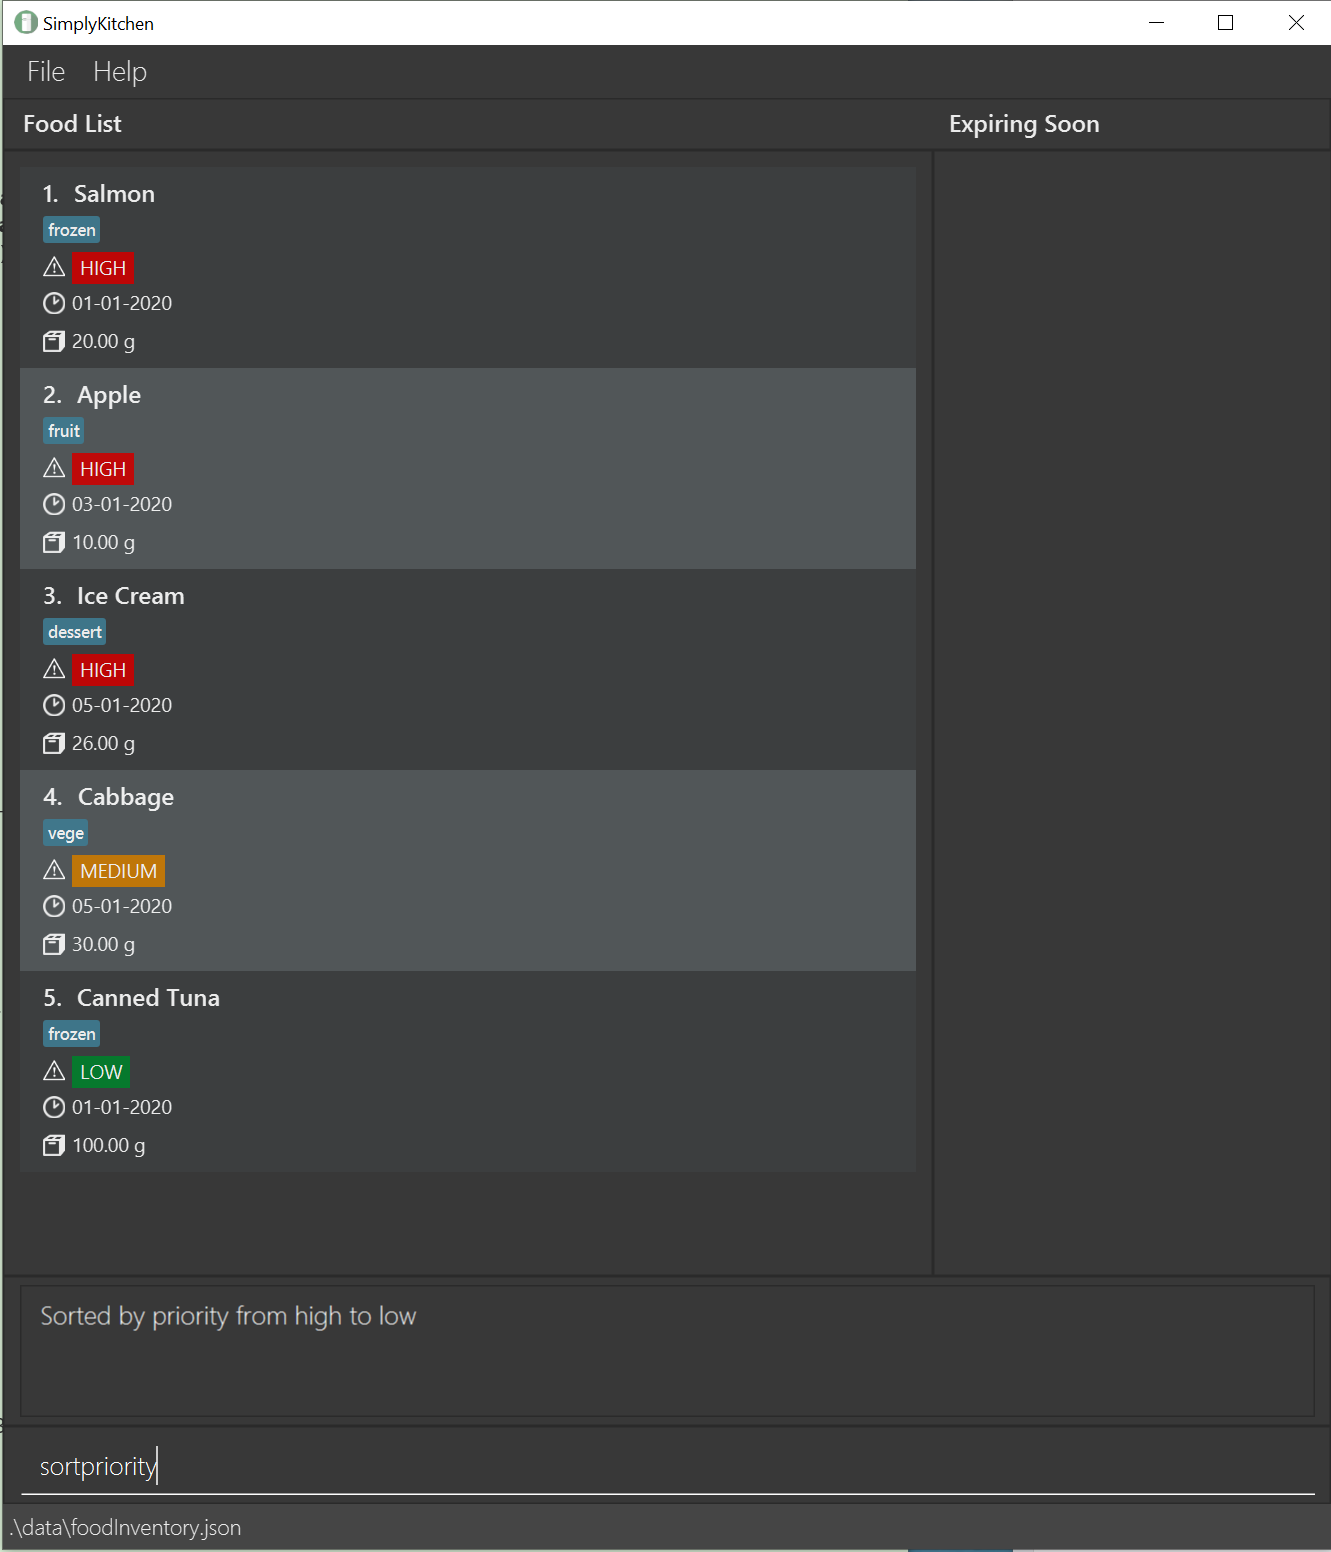 SimplyKitchen
File Help
Food List
Expiring Soon
1. Salmon
frozen
HIGH
01-01-2020
20.00 g
2. Apple
fruit
HIGH
03-01-2020
10.00 g
3. Ice Cream
dessert
HIGH
05-01-2020
26.00 g
4. Cabbage
vege
MEDIUM
05-01-2020
30.00 g
5. Canned Tuna
frozen
LOW
01-01-2020
100.00 g
Sorted by priority from high to low
sortpriority
.\data\foodInventory.json